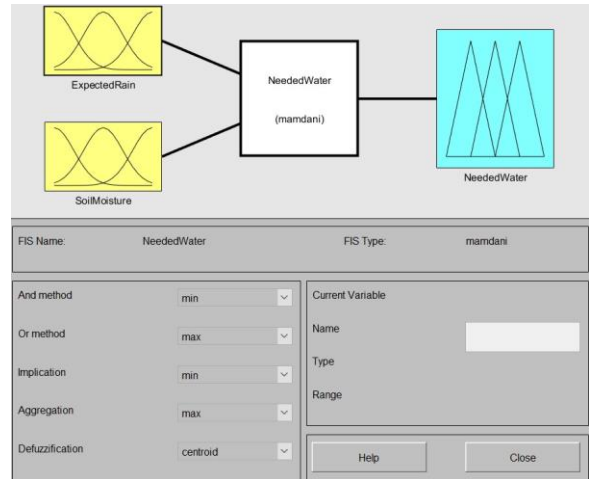 ExpectedRain
SoilMoisture
NeededWater
(mamdani)
NeededWater
FIS Name: NeededWater FIS Type: mamdani
And method min
Or method max
Implication min
Aggregation max
Defuzzification centroid
Current Variable
Name
Type
Range
Help Close